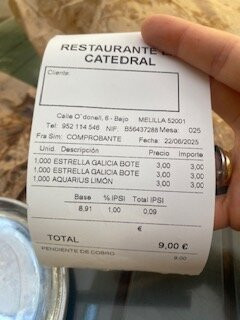 RESTAURANTE
CATEDRAL
Cliente:
Calle O´donell, 6 - Bajo MELILLA 52001
Tel: 952 114 546 NIF: B56437288 Mesa: 025
Fra Sim: COMPROBANTE Fecha: 22/06/2025
Unid. Descripción Precio Importe
1,000 ESTRELLA GALICIA BOTE 3,00 3,00
1,000 ESTRELLA GALICIA BOTE 3,00 3,00
1,000 AQUARIUS LIMÓN 3,00 3,00
Base % IPSI Total IPSI
8,91 1,00 0,09
€
TOTAL 9,00 €
PENDIENTE DE COBRO 9,00